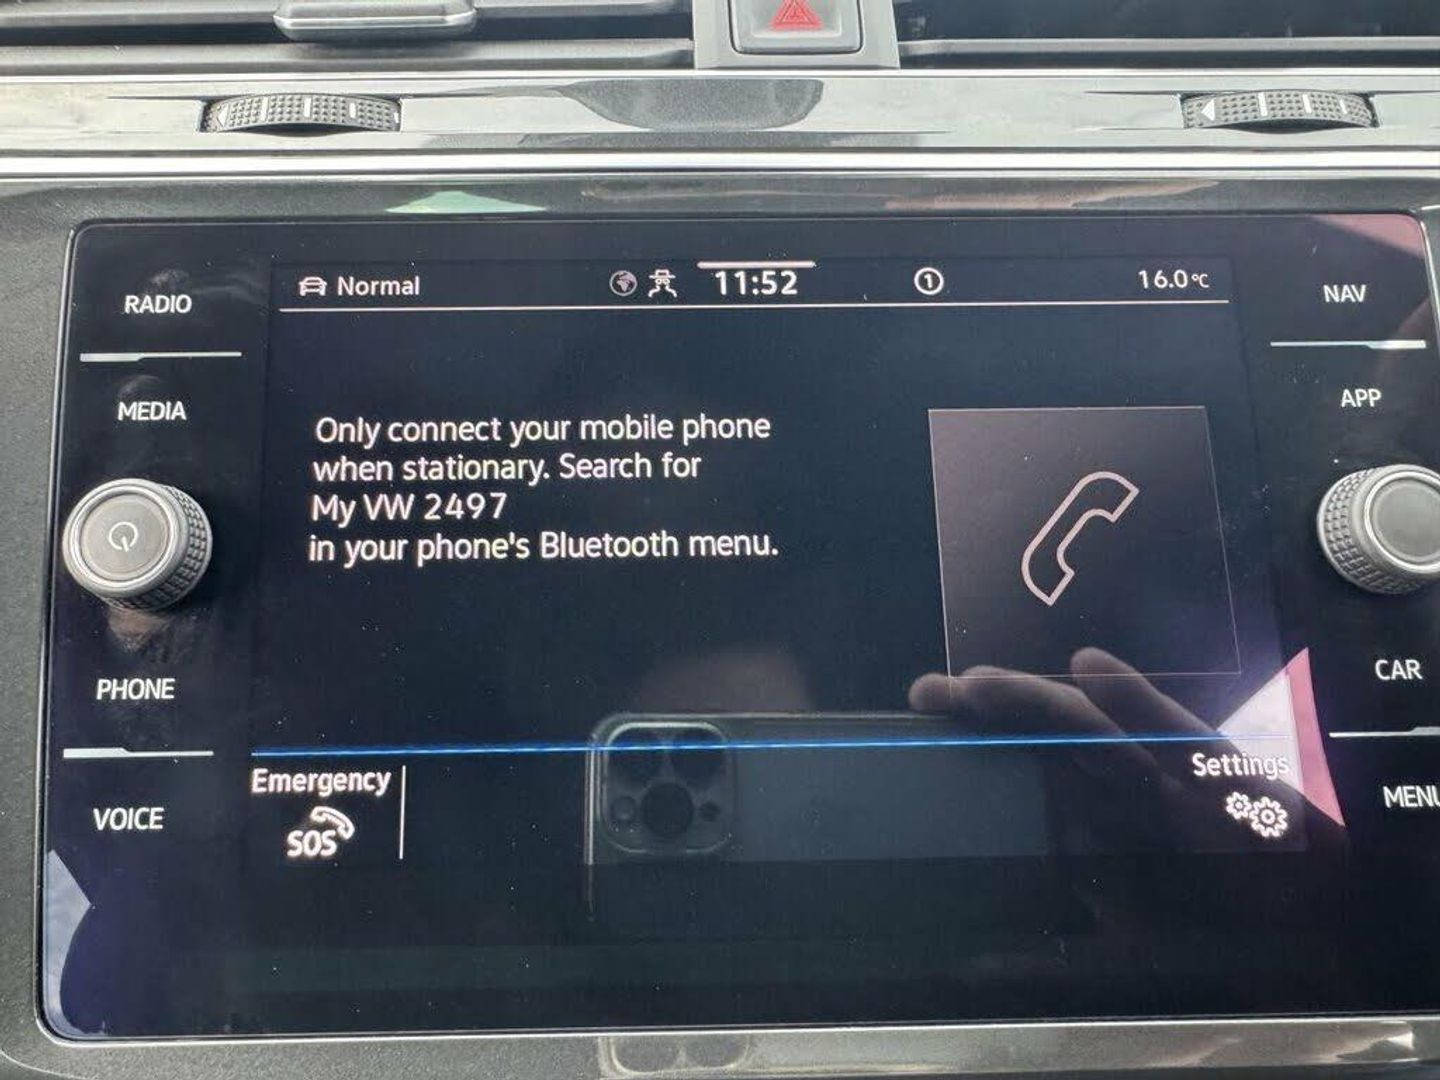 RADIO
MEDIA
PHONE
VOICE
Normal
11:52
1
16.0°C
Only connect your mobile phone
when stationary. Search for
My VW 2497
in your phone's Bluetooth menu.
Emergency
SOS
Settings
NAV
APP
CAR
MENU